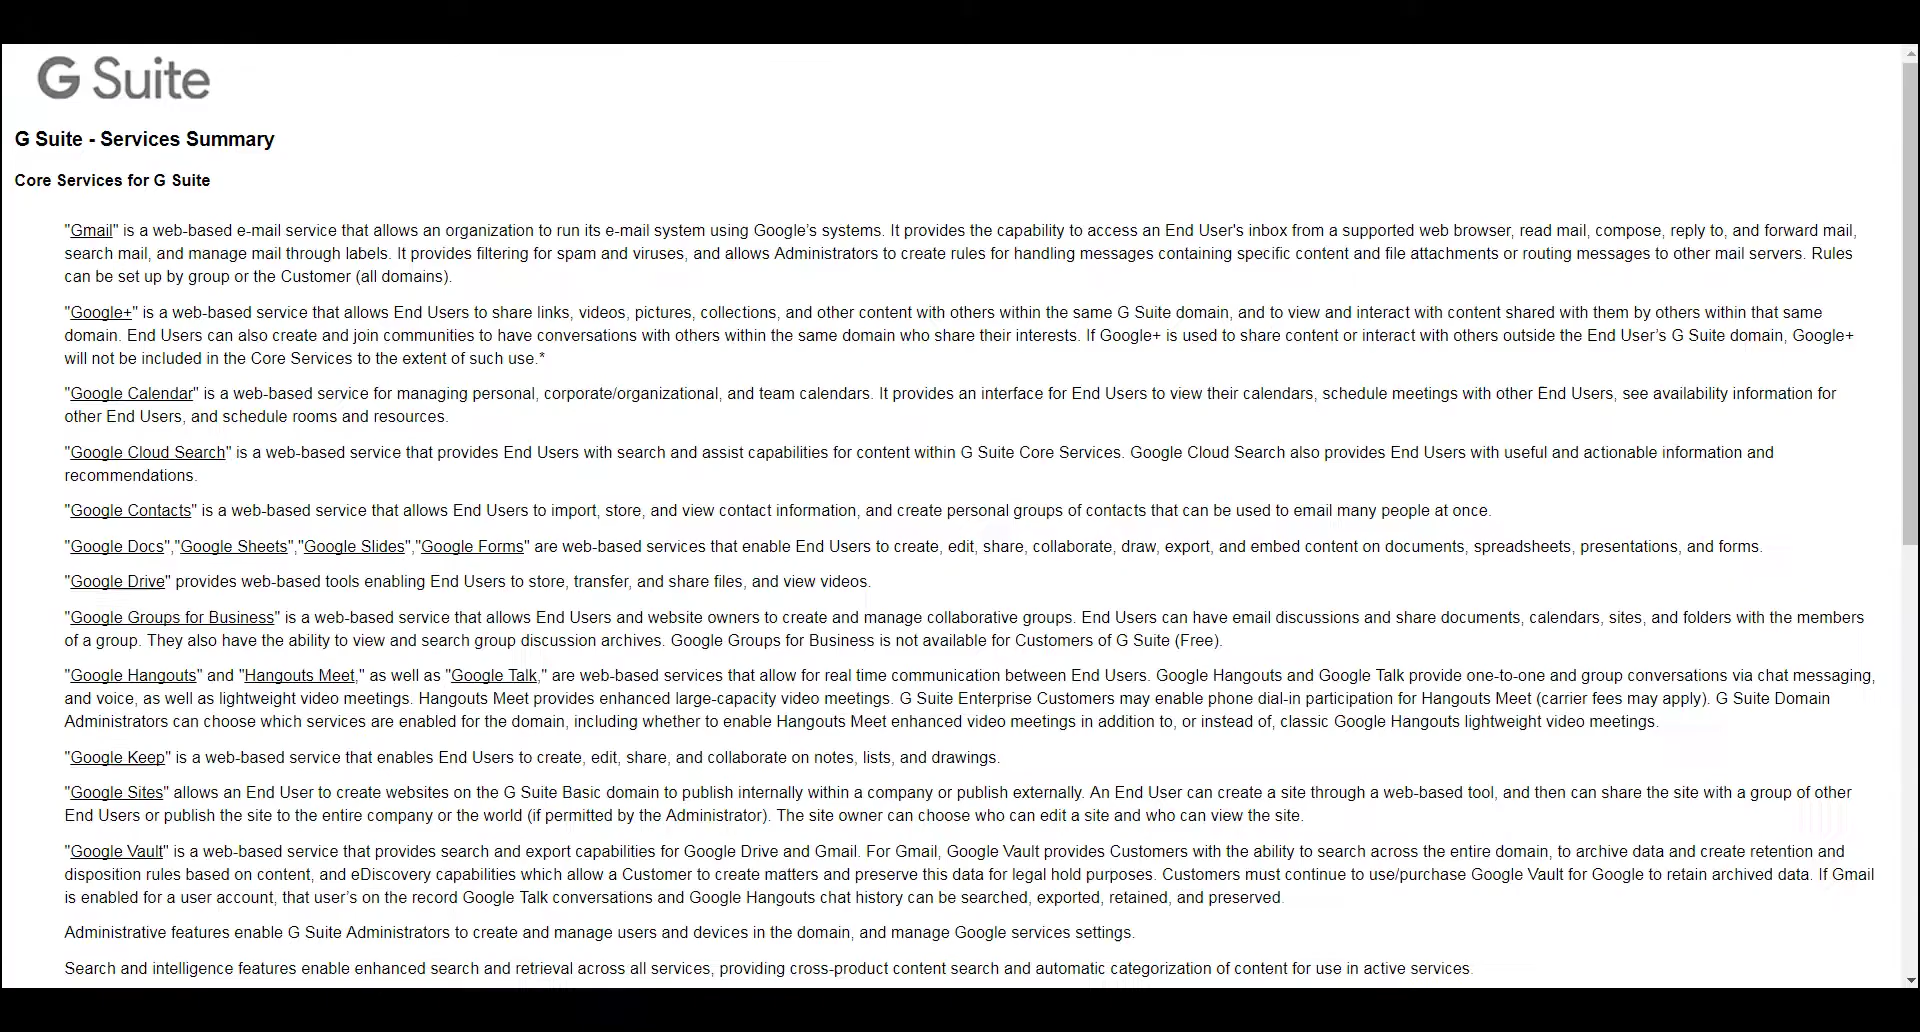 G Suite
G Suite - Services Summary
Core Services for G Suite
"Gmail" is a web-based e-mail service that allows an organization to run its e-mail system using Google’s systems. It provides the capability to access an End User's inbox from a supported web browser, read mail, compose, reply to, and forward mail,
search mail, and manage mail through labels. It provides filtering for spam and viruses, and allows Administrators to create rules for handling messages containing specific content and file attachments or routing messages to other mail servers. Rules
can be set up by group or the Customer (all domains).
"Google+" is a web-based service that allows End Users to share links, videos, pictures, collections, and other content with others within the same G Suite domain, and to view and interact with content shared with them by others within that same
domain. End Users can also create and join communities to have conversations with others within the same domain who share their interests. If Google+ is used to share content or interact with others outside the End User’s G Suite domain, Google+
will not be included in the Core Services to the extent of such use.*
"Google Calendar" is a web-based service for managing personal, corporate/organizational, and team calendars. It provides an interface for End Users to view their calendars, schedule meetings with other End Users, see availability information for
other End Users, and schedule rooms and resources.
"Google Cloud Search" is a web-based service that provides End Users with search and assist capabilities for content within G Suite Core Services. Google Cloud Search also provides End Users with useful and actionable information and
recommendations.
"Google Contacts" is a web-based service that allows End Users to import, store, and view contact information, and create personal groups of contacts that can be used to email many people at once.
"Google Docs","Google Sheets","Google Slides","Google Forms" are web-based services that enable End Users to create, edit, share, collaborate, draw, export, and embed content on documents, spreadsheets, presentations, and forms.
"Google Drive" provides web-based tools enabling End Users to store, transfer, and share files, and view videos.
"Google Groups for Business" is a web-based service that allows End Users and website owners to create and manage collaborative groups. End Users can have email discussions and share documents, calendars, sites, and folders with the members
of a group. They also have the ability to view and search group discussion archives. Google Groups for Business is not available for Customers of G Suite (Free).
"Google Hangouts" and "Hangouts Meet," as well as "Google Talk," are web-based services that allow for real time communication between End Users. Google Hangouts and Google Talk provide one-to-one and group conversations via chat messaging,
and voice, as well as lightweight video meetings. Hangouts Meet provides enhanced large-capacity video meetings. G Suite Enterprise Customers may enable phone dial-in participation for Hangouts Meet (carrier fees may apply). G Suite Domain
Administrators can choose which services are enabled for the domain, including whether to enable Hangouts Meet enhanced video meetings in addition to, or instead of, classic Google Hangouts lightweight video meetings.
"Google Keep" is a web-based service that enables End Users to create, edit, share, and collaborate on notes, lists, and drawings.
"Google Sites" allows an End User to create websites on the G Suite Basic domain to publish internally within a company or publish externally. An End User can create a site through a web-based tool, and then can share the site with a group of other
End Users or publish the site to the entire company or the world (if permitted by the Administrator). The site owner can choose who can edit a site and who can view the site.
"Google Vault" is a web-based service that provides search and export capabilities for Google Drive and Gmail. For Gmail, Google Vault provides Customers with the ability to search across the entire domain, to archive data and create retention and
disposition rules based on content, and eDiscovery capabilities which allow a Customer to create matters and preserve this data for legal hold purposes. Customers must continue to use/purchase Google Vault for Google to retain archived data. If Gmail
is enabled for a user account, that user’s on the record Google Talk conversations and Google Hangouts chat history can be searched, exported, retained, and preserved.
Administrative features enable G Suite Administrators to create and manage users and devices in the domain, and manage Google services settings.
Search and intelligence features enable enhanced search and retrieval across all services, providing cross-product content search and automatic categorization of content for use in active services.